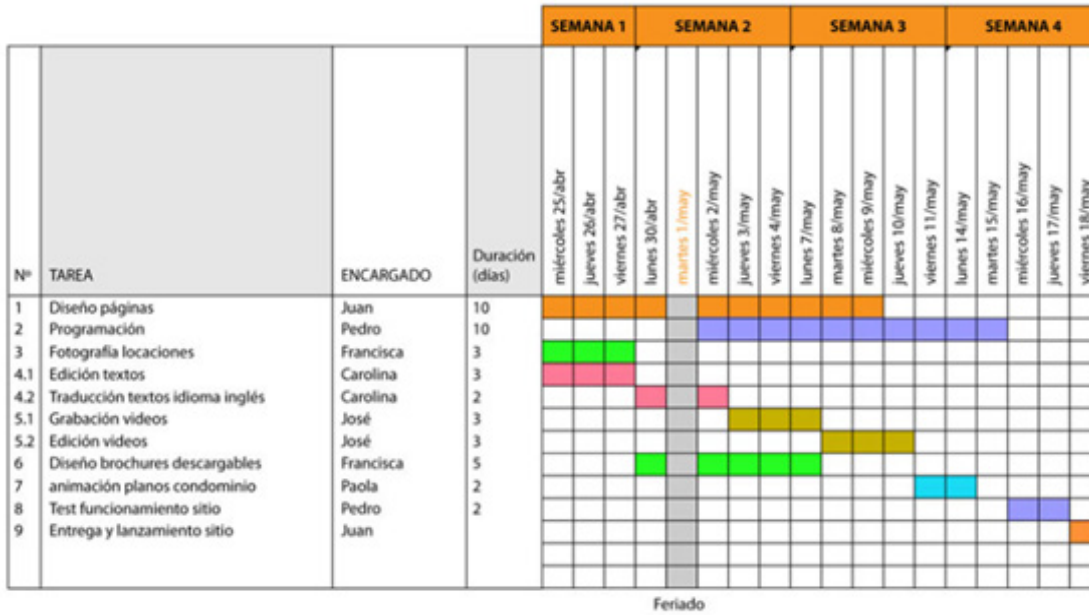 SEMANA 1 SEMANA 2 SEMANA 3 SEMANA 4
Nº TAREA ENCARGADO Duración (días) miércoles 25/abr jueves 26/abr viernes 27/abr lunes 30/abr martes 1/may miércoles 2/may jueves 3/may viernes 4/may lunes 7/may martes 8/may miércoles 9/may jueves 10/may viernes 11/may lunes 14/may martes 15/may miércoles 16/may jueves 17/may viernes 18/may
1 Diseño páginas Juan 10
2 Programación Pedro 10
3 Fotografía locaciones Francisca 3
4.1 Edición textos Carolina 3
4.2 Traducción textos idioma inglés Carolina 2
5.1 Grabación videos José 3
5.2 Edición videos José 3
6 Diseño brochures descargables Francisca 5
7 animación planos condominio Paola 2
8 Test funcionamiento sitio Pedro 2
9 Entrega y lanzamiento sitio Juan
Feriado